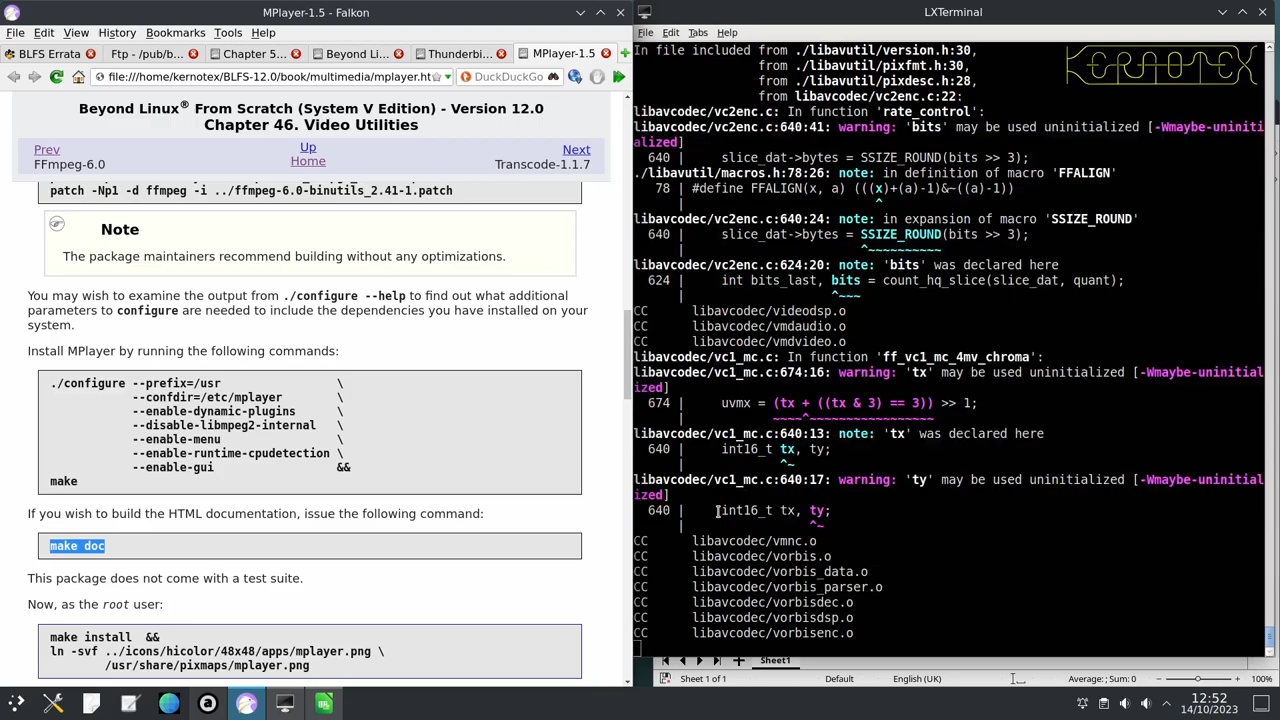 MPlayer-1.5 - Falkon
File Edit View History Bookmarks Tools Help
BLFS Errata
Ftp - /pub/b...
Chapter 5...
Beyond Li...
Thunderbi...
MPlayer-1.5
file:///home/kernotex/BLFS-12.0/book/multimedia/mplayer.ht
DuckDuckGo
Beyond Linux® From Scratch (System V Edition) - Version 12.0
Chapter 46. Video Utilities
Prev Up Next
FFmpeg-6.0 Home Transcode-1.1.7
patch -Np1 -d ffmpeg -i ../ffmpeg-6.0-binutils_2.41-1.patch
Note
The package maintainers recommend building without any optimizations.
You may wish to examine the output from ./configure --help to find out what additional
parameters to configure are needed to include the dependencies you have installed on your
system.
Install MPlayer by running the following commands:
./configure --prefix=/usr \
--confdir=/etc/mplayer \
--enable-dynamic-plugins \
--disable-libmpeg2-internal \
--enable-menu \
--enable-runtime-cpudetection \
--enable-gui &&
make
If you wish to build the HTML documentation, issue the following command:
make doc
This package does not come with a test suite.
Now, as the root user:
make install &&
ln -svf ../icons/hicolor/48x48/apps/mplayer.png \
/usr/share/pixmaps/mplayer.png
LXTerminal
File Edit Tabs Help
KERNOTEX
In file included from ./libavutil/version.h:30,
from ./libavutil/pixfmt.h:30,
from ./libavutil/pixdesc.h:28,
from libavcodec/vc2enc.c:22:
libavcodec/vc2enc.c: In function 'rate_control':
libavcodec/vc2enc.c:640:41: warning: 'bits' may be used uninitialized [-Wmaybe-uniniti
alized]
640 | slice_dat->bytes = SSIZE_ROUND(bits >> 3);
./libavutil/macros.h:78:26: note: in definition of macro 'FFALIGN'
78 | #define FFALIGN(x, a) (((x)+(a)-1)&~((a)-1))
| ^
libavcodec/vc2enc.c:640:24: note: in expansion of macro 'SSIZE_ROUND'
640 | slice_dat->bytes = SSIZE_ROUND(bits >> 3);
| ^~~~~~~~~~~
libavcodec/vc2enc.c:624:20: note: 'bits' was declared here
624 | int bits_last, bits = count_hq_slice(slice_dat, quant);
| ^~~~
CC libavcodec/videodsp.o
CC libavcodec/vmdaudio.o
CC libavcodec/vmdvideo.o
libavcodec/vc1_mc.c: In function 'ff_vc1_mc_4mv_chroma':
libavcodec/vc1_mc.c:674:16: warning: 'tx' may be used uninitialized [-Wmaybe-uninitial
ized]
674 | uvmx = (tx + ((tx & 3) == 3)) >> 1;
| ~~~~^~~~~~~~~~~~~~~~~~
libavcodec/vc1_mc.c:640:13: note: 'tx' was declared here
640 | int16_t tx, ty;
| ^~
libavcodec/vc1_mc.c:640:17: warning: 'ty' may be used uninitialized [-Wmaybe-uninitial
ized]
640 | int16_t tx, ty;
| ^~
CC libavcodec/vmnc.o
CC libavcodec/vorbis.o
CC libavcodec/vorbis_data.o
CC libavcodec/vorbis_parser.o
CC libavcodec/vorbisdec.o
CC libavcodec/vorbisdsp.o
CC libavcodec/vorbisenc.o
Sheet1
Sheet 1 of 1 Default English (UK) Average: ; Sum: 0 100%
12:52
14/10/2023